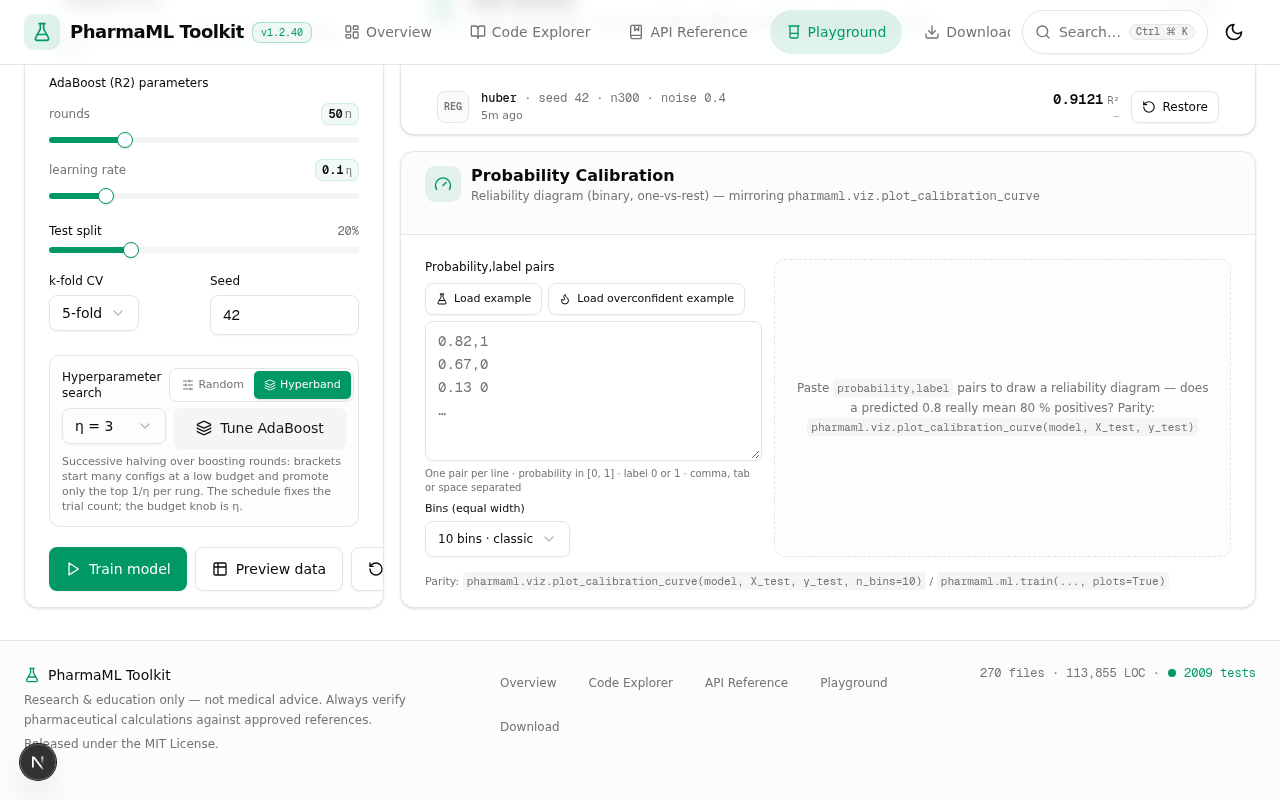 PharmaML Toolkit v1.2.40 Overview Code Explorer API Reference Playground Downloa Search... Ctrl ⌘ K
AdaBoost (R2) parameters
rounds 50 n
learning rate 0.1 η
Test split 20%
k-fold CV Seed
5-fold 42
Hyperparameter search Random Hyperband
η = 3 Tune AdaBoost
Successive halving over boosting rounds: brackets
start many configs at a low budget and promote
only the top 1/η per rung. The schedule fixes the
trial count; the budget knob is η.
Train model Preview data
REG huber · seed 42 · n300 · noise 0.4 0.9121 R² Restore
5m ago –
Probability Calibration
Reliability diagram (binary, one-vs-rest) — mirroring pharmaml.viz.plot_calibration_curve
Probability,label pairs
Load example Load overconfident example
0.82,1
0.67,0
0.13 0
…
One pair per line · probability in [0, 1] · label 0 or 1 · comma, tab
or space separated
Bins (equal width)
10 bins · classic
Paste probability,label pairs to draw a reliability diagram — does
a predicted 0.8 really mean 80 % positives? Parity:
pharmaml.viz.plot_calibration_curve(model, X_test, y_test)
Parity: pharmaml.viz.plot_calibration_curve(model, X_test, y_test, n_bins=10) / pharmaml.ml.train(..., plots=True)
PharmaML Toolkit
Research & education only — not medical advice. Always verify
pharmaceutical calculations against approved references.
Released under the MIT License.
N
Overview Code Explorer API Reference Playground
Download
270 files · 113,855 LOC · 2009 tests